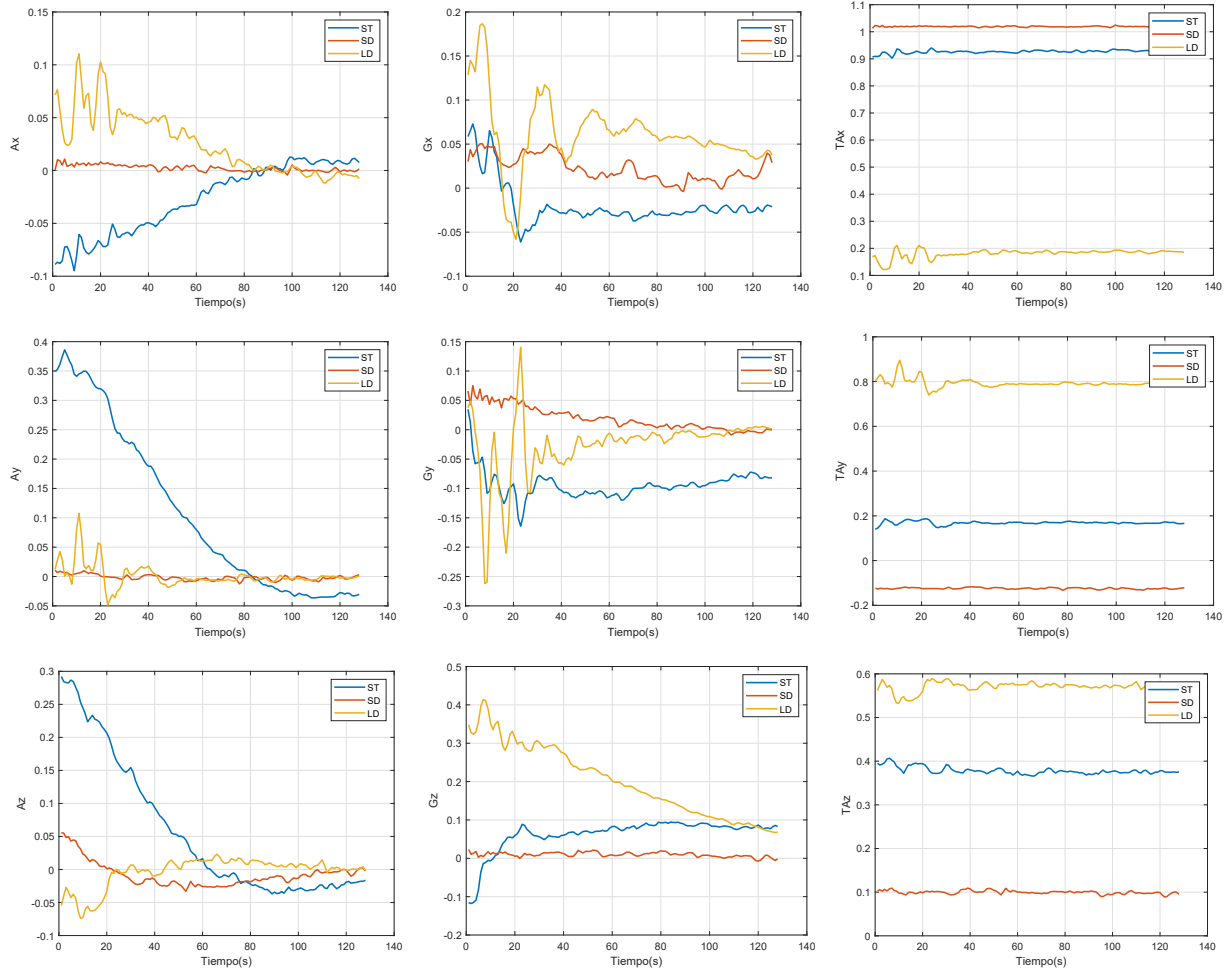 0.15
0.1
0.05
0
-0.05
-0.1
Ax
0 20 40 60 80 100 120 140
Tiempo(s)
ST
SD
LD
0.2
0.15
0.1
0.05
0
-0.05
-0.1
Gx
0 20 40 60 80 100 120 140
Tiempo(s)
ST
SD
LD
1.1
1
0.9
0.8
0.7
0.6
0.5
0.4
0.3
0.2
0.1
TAx
0 20 40 60 80 100 120 140
Tiempo(s)
ST
SD
LD
0.4
0.35
0.3
0.25
0.2
0.15
0.1
0.05
0
-0.05
Ay
0 20 40 60 80 100 120 140
Tiempo(s)
ST
SD
LD
0.15
0.1
0.05
0
-0.05
-0.1
-0.15
-0.2
-0.25
-0.3
Gy
0 20 40 60 80 100 120 140
Tiempo(s)
ST
SD
LD
1
0.8
0.6
0.4
0.2
0
-0.2
TAy
0 20 40 60 80 100 120 140
Tiempo(s)
ST
SD
LD
0.3
0.25
0.2
0.15
0.1
0.05
0
-0.05
-0.1
Az
0 20 40 60 80 100 120 140
Tiempo(s)
ST
SD
LD
0.5
0.4
0.3
0.2
0.1
0
-0.1
-0.2
Gz
0 20 40 60 80 100 120 140
Tiempo(s)
ST
SD
LD
0.6
0.5
0.4
0.3
0.2
0.1
0
TAz
0 20 40 60 80 100 120 140
Tiempo(s)
ST
SD
LD